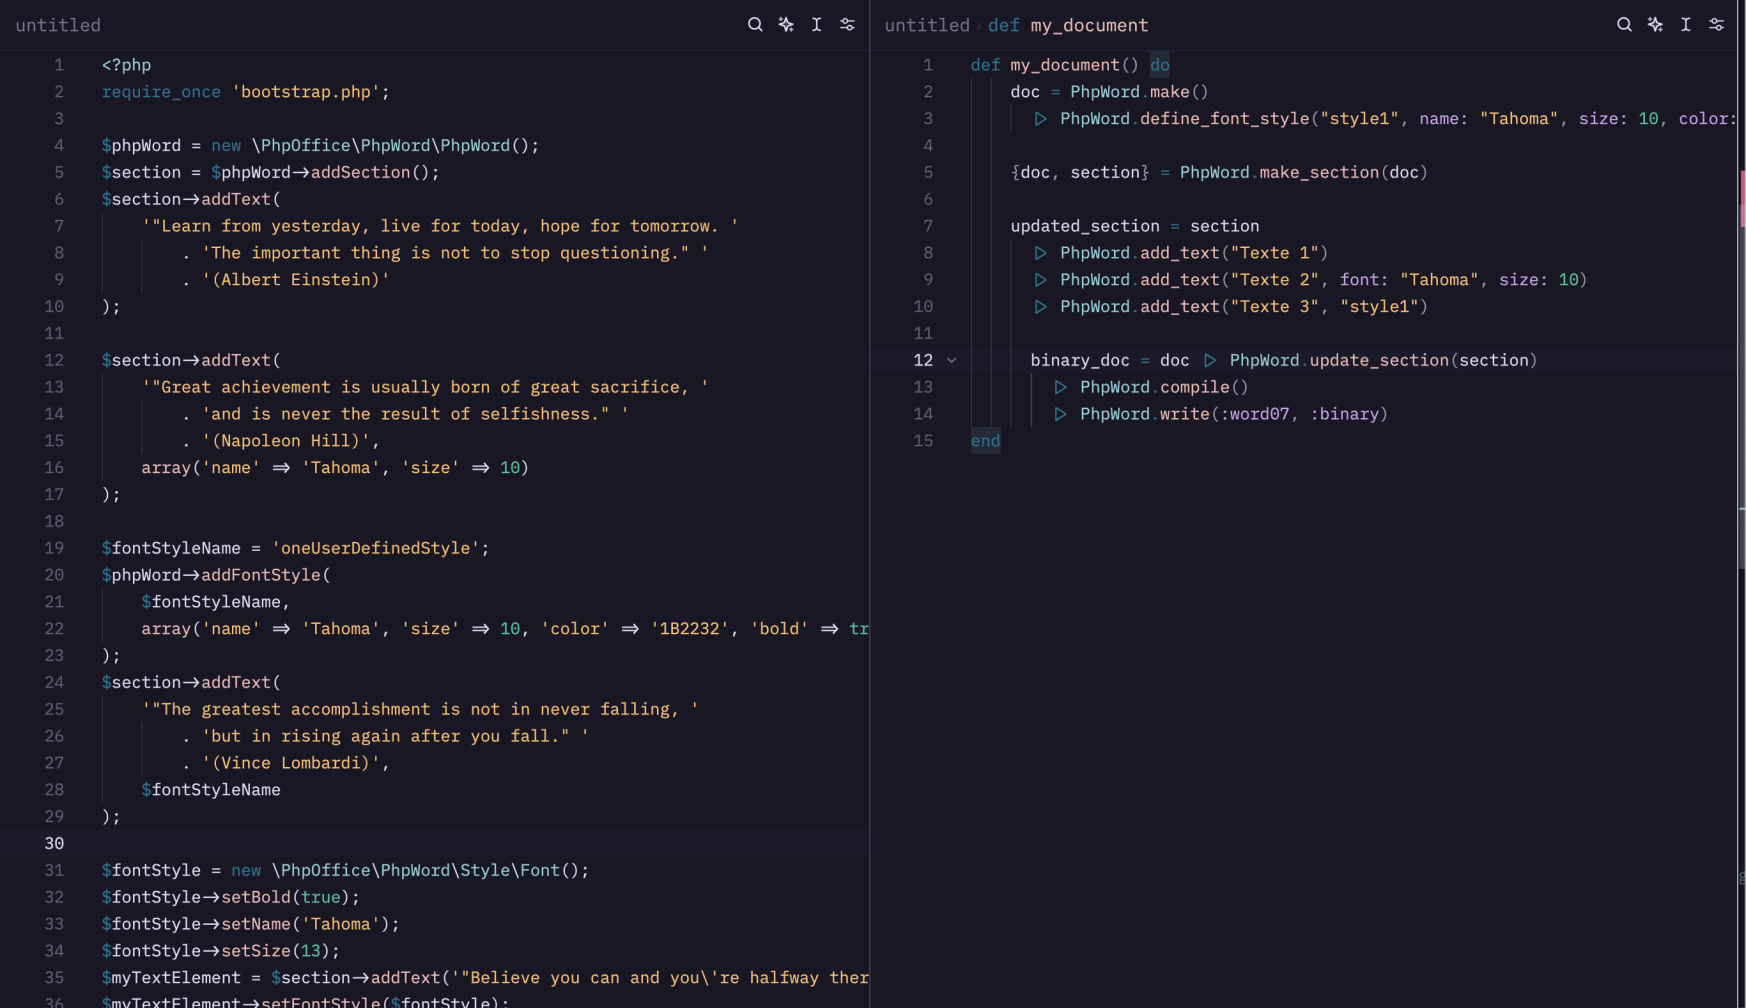 untitled
1 <?php
2 require_once 'bootstrap.php';
3
4 $phpWord = new \PhpOffice\PhpWord\PhpWord();
5 $section = $phpWord->addSection();
6 $section->addText(
7 '"Learn from yesterday, live for today, hope for tomorrow. '
8 . 'The important thing is not to stop questioning." '
9 . '(Albert Einstein)'
10 );
11
12 $section->addText(
13 '"Great achievement is usually born of great sacrifice, '
14 . 'and is never the result of selfishness." '
15 . '(Napoleon Hill)',
16 array('name' => 'Tahoma', 'size' => 10)
17 );
18
19 $fontStyleName = 'oneUserDefinedStyle';
20 $phpWord->addFontStyle(
21 $fontStyleName,
22 array('name' => 'Tahoma', 'size' => 10, 'color' => '1B2232', 'bold' => tr
23 );
24 $section->addText(
25 '"The greatest accomplishment is not in never falling, '
26 . 'but in rising again after you fall." '
27 . '(Vince Lombardi)',
28 $fontStyleName
29 );
30
31 $fontStyle = new \PhpOffice\PhpWord\Style\Font();
32 $fontStyle->setBold(true);
33 $fontStyle->setName('Tahoma');
34 $fontStyle->setSize(13);
35 $myTextElement = $section->addText('"Believe you can and you\'re halfway ther
36 $myTextElement->setFontStyle($fontStyle);
untitled › def my_document
1 def my_document() do
2 doc = PhpWord.make()
3 |> PhpWord.define_font_style("style1", name: "Tahoma", size: 10, color:
4
5 {doc, section} = PhpWord.make_section(doc)
6
7 updated_section = section
8 |> PhpWord.add_text("Texte 1")
9 |> PhpWord.add_text("Texte 2", font: "Tahoma", size: 10)
10 |> PhpWord.add_text("Texte 3", "style1")
11
12 binary_doc = doc |> PhpWord.update_section(section)
13 |> PhpWord.compile()
14 |> PhpWord.write(:word07, :binary)
15 end